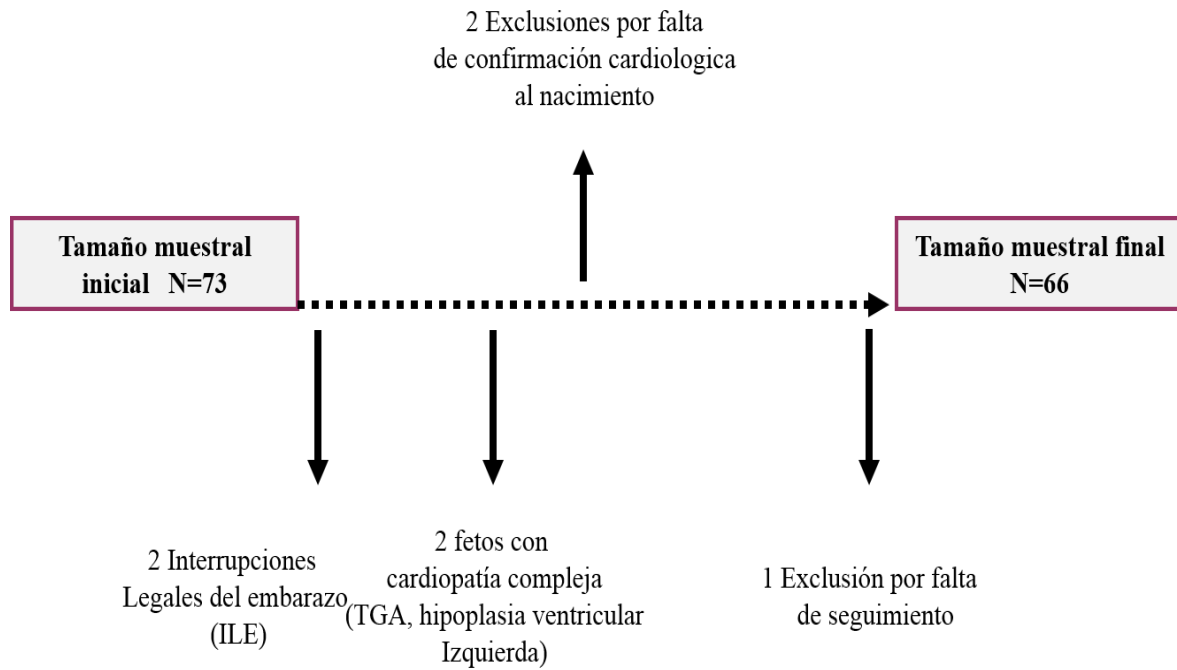 2 Exclusiones por falta
de confirmación cardiologica
al nacimiento
Tamaño muestral
inicial N=73
Tamaño muestral final
N=66
2 Interrupciones
Legales del embarazo
(ILE)
2 fetos con
cardiopatía compleja
(TGA, hipoplasia ventricular
Izquierda)
1 Exclusión por falta
de seguimiento